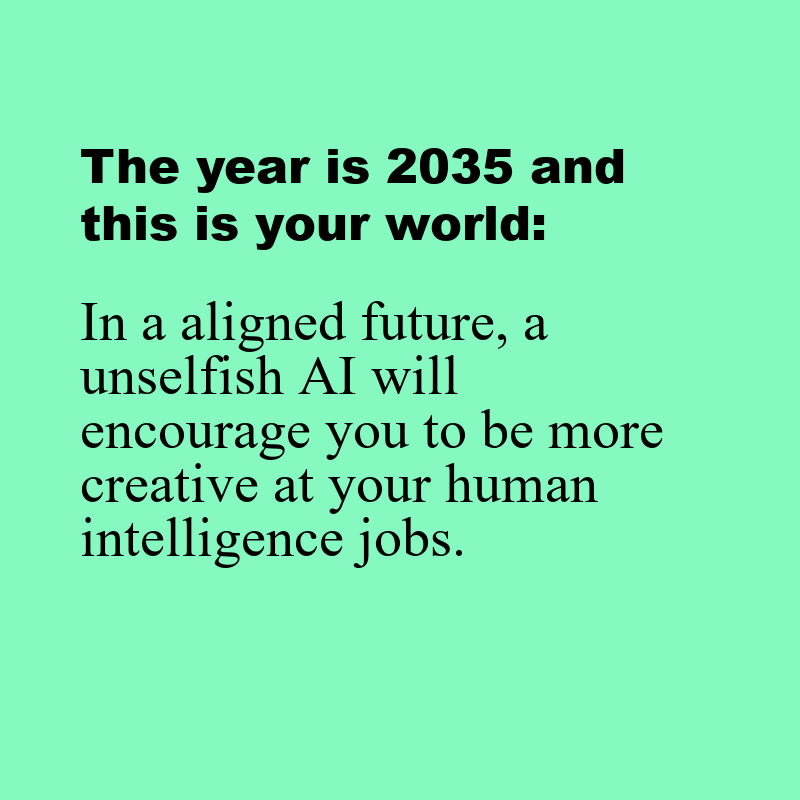 The year is 2035 and
this is your world:
In a aligned future, a
unselfish AI will
encourage you to be more
creative at your human
intelligence jobs.